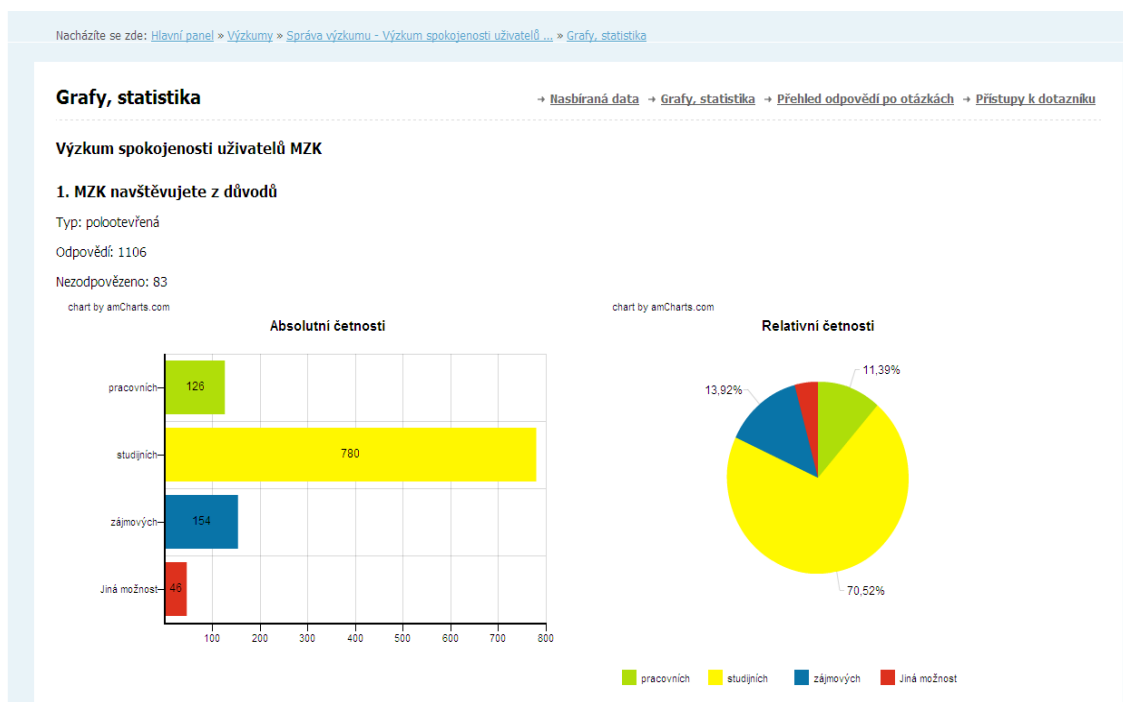 Nacházíte se zde: Hlavní panel » Výzkumy » Správa výzkumu - Výzkum spokojenosti uživatelů ... » Grafy, statistika
Grafy, statistika
→ Nasbíraná data → Grafy, statistika → Přehled odpovědí po otázkách → Přístupy k dotazníku
Výzkum spokojenosti uživatelů MZK
1. MZK navštěvujete z důvodů
Typ: polootevřená
Odpovědí: 1106
Nezodpovězeno: 83
chart by amCharts.com
Absolutní četnosti
pracovních
126
studijních
780
zájmových
154
Jiná možnost
46
100 200 300 400 500 600 700 800
chart by amCharts.com
Relativní četnosti
11,39%
13,92%
70,52%
pracovních studijních zájmových Jiná možnost